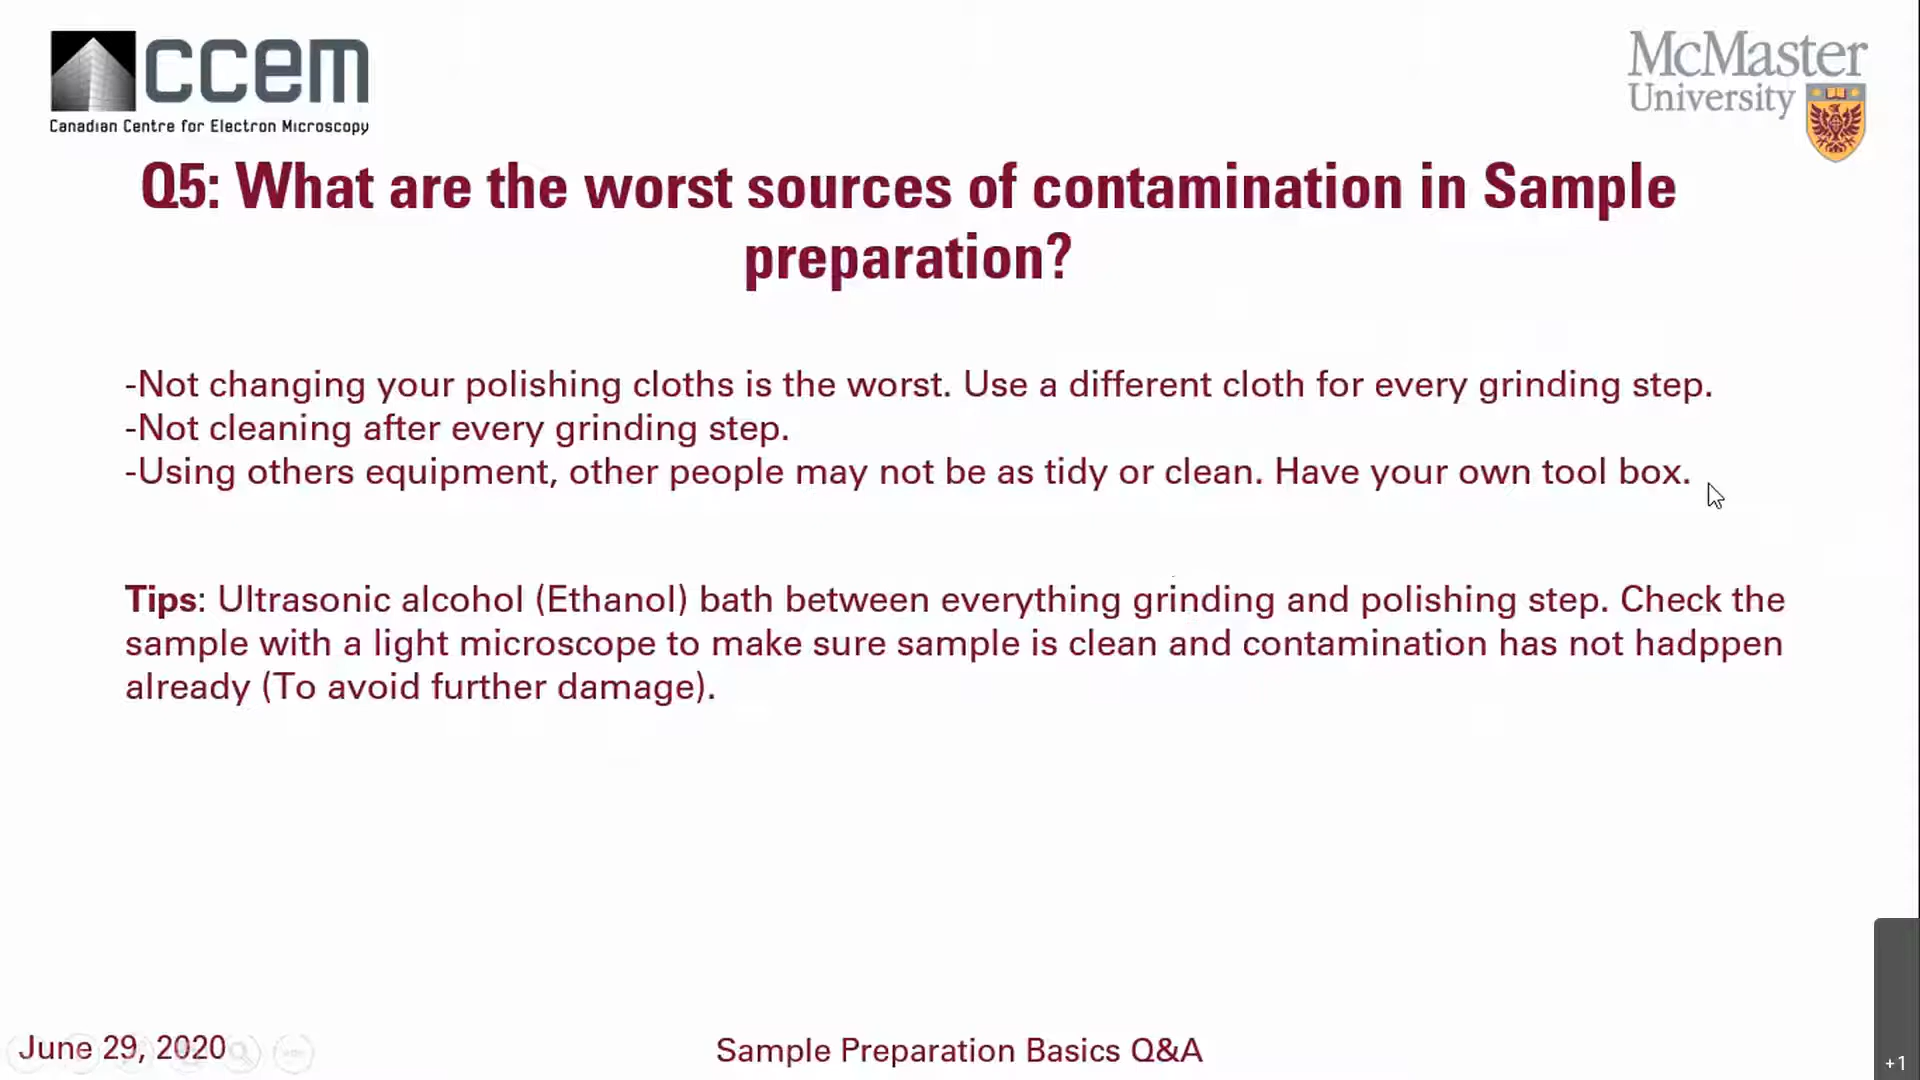 ccem
Canadian Centre for Electron Microscopy
McMaster
University
Q5: What are the worst sources of contamination in Sample
preparation?
-Not changing your polishing cloths is the worst. Use a different cloth for every grinding step.
-Not cleaning after every grinding step.
-Using others equipment, other people may not be as tidy or clean. Have your own tool box.
Tips: Ultrasonic alcohol (Ethanol) bath between everything grinding and polishing step. Check the
sample with a light microscope to make sure sample is clean and contamination has not hadppen
already (To avoid further damage).
June 29, 2020
Sample Preparation Basics Q&A
+1